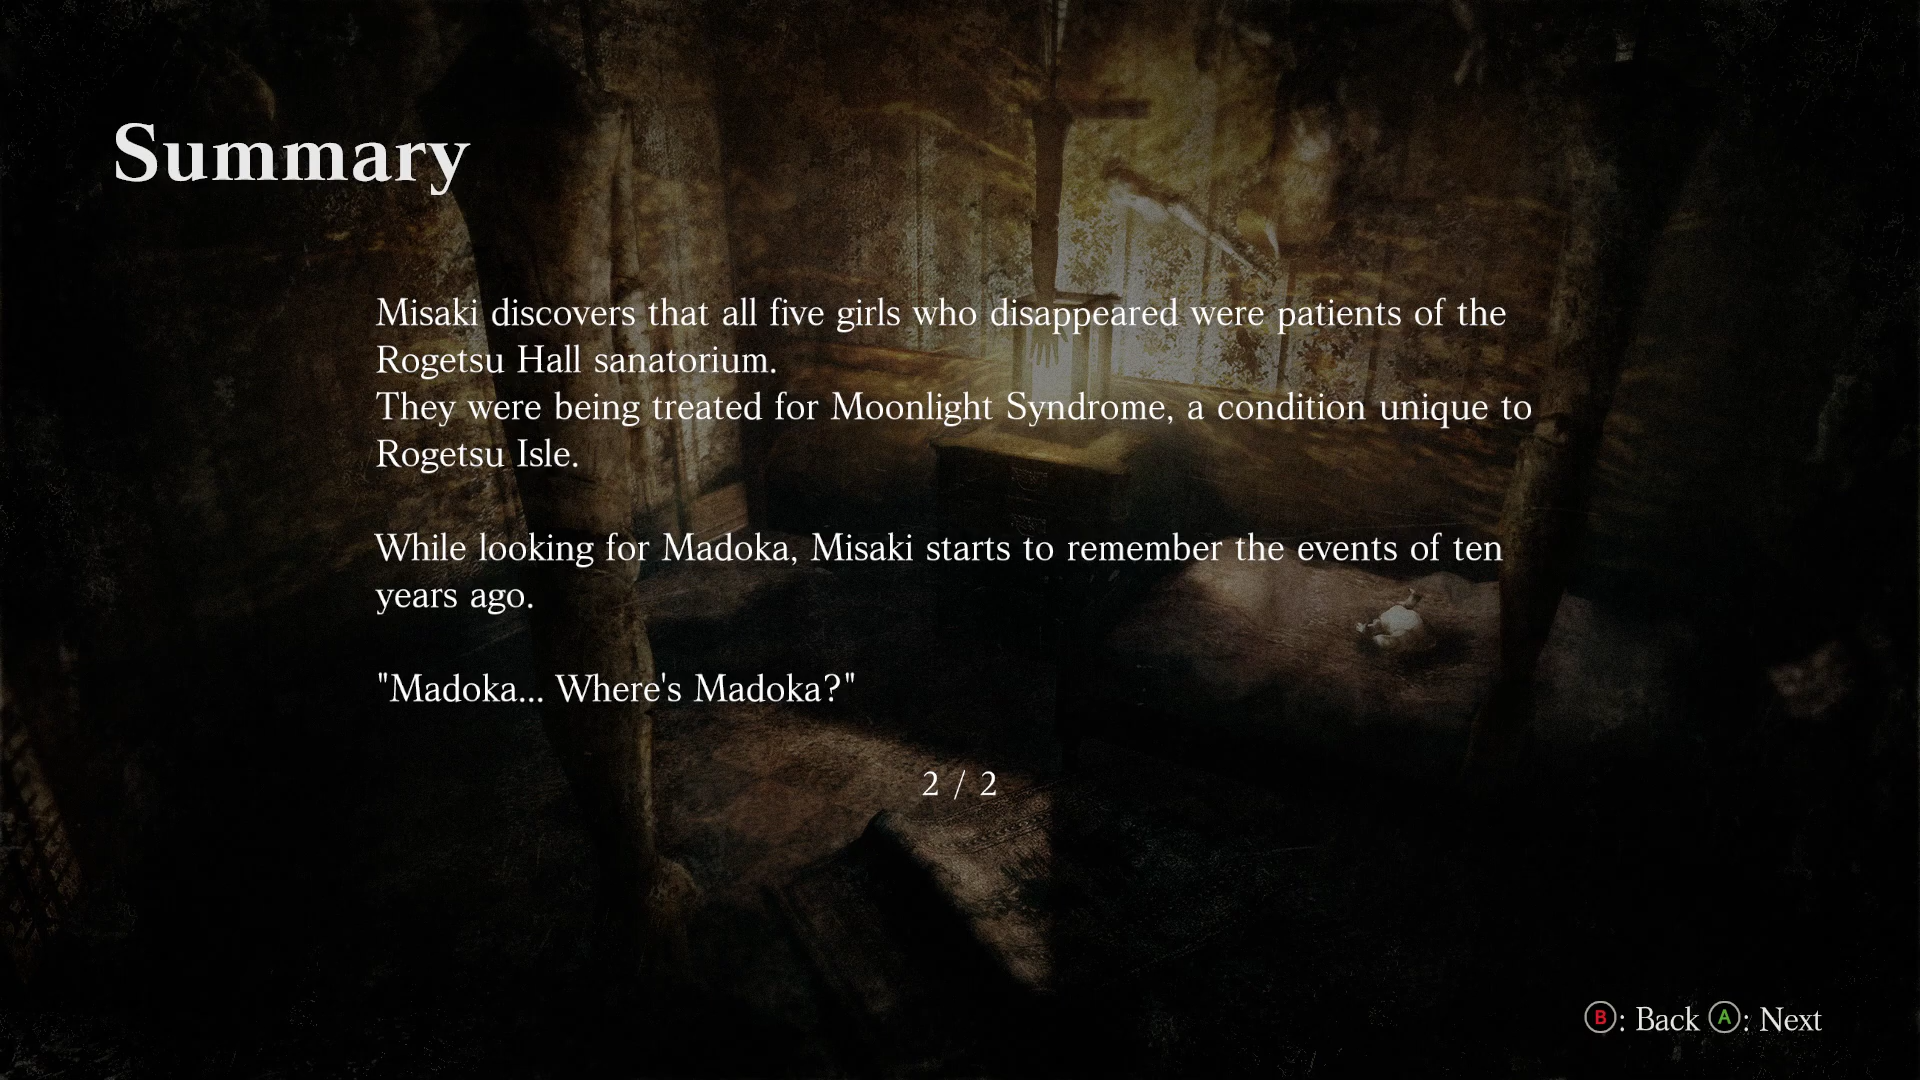 Summary
Misaki discovers that all five girls who disappeared were patients of the
Rogetsu Hall sanatorium.
They were being treated for Moonlight Syndrome, a condition unique to
Rogetsu Isle.
While looking for Madoka, Misaki starts to remember the events of ten
years ago.
"Madoka... Where's Madoka?"
2 / 2
B: Back A: Next